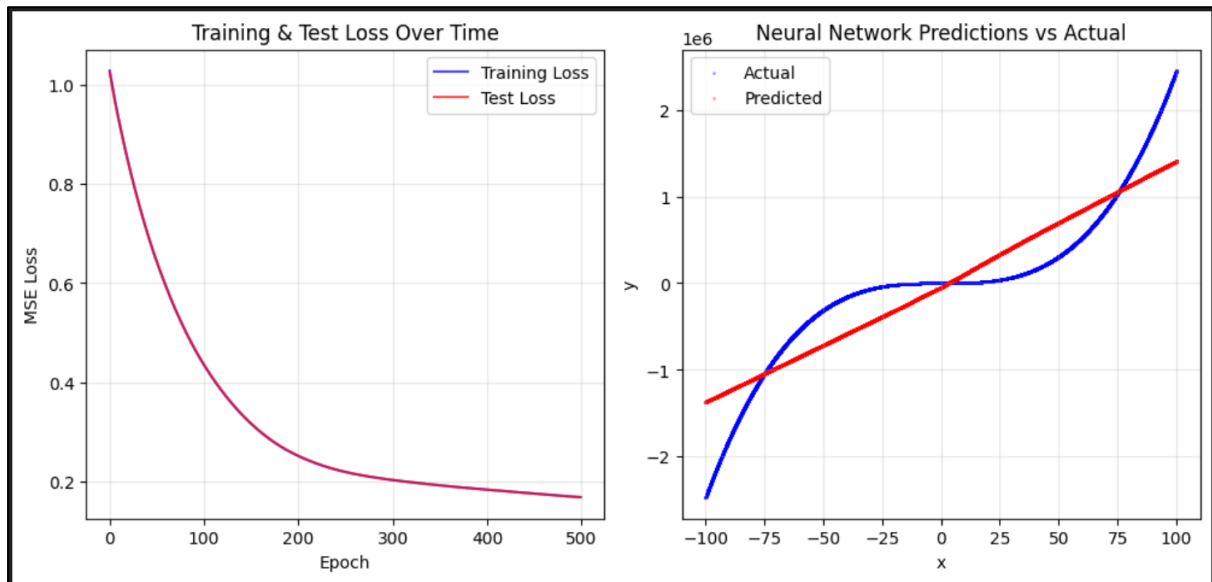 Training & Test Loss Over Time
Training Loss
Test Loss
1.0
0.8
0.6
0.4
0.2
MSE Loss
0 100 200 300 400 500
Epoch
Neural Network Predictions vs Actual
1e6
Actual
Predicted
2
1
0
−1
−2
y
−100 −75 −50 −25 0 25 50 75 100
x